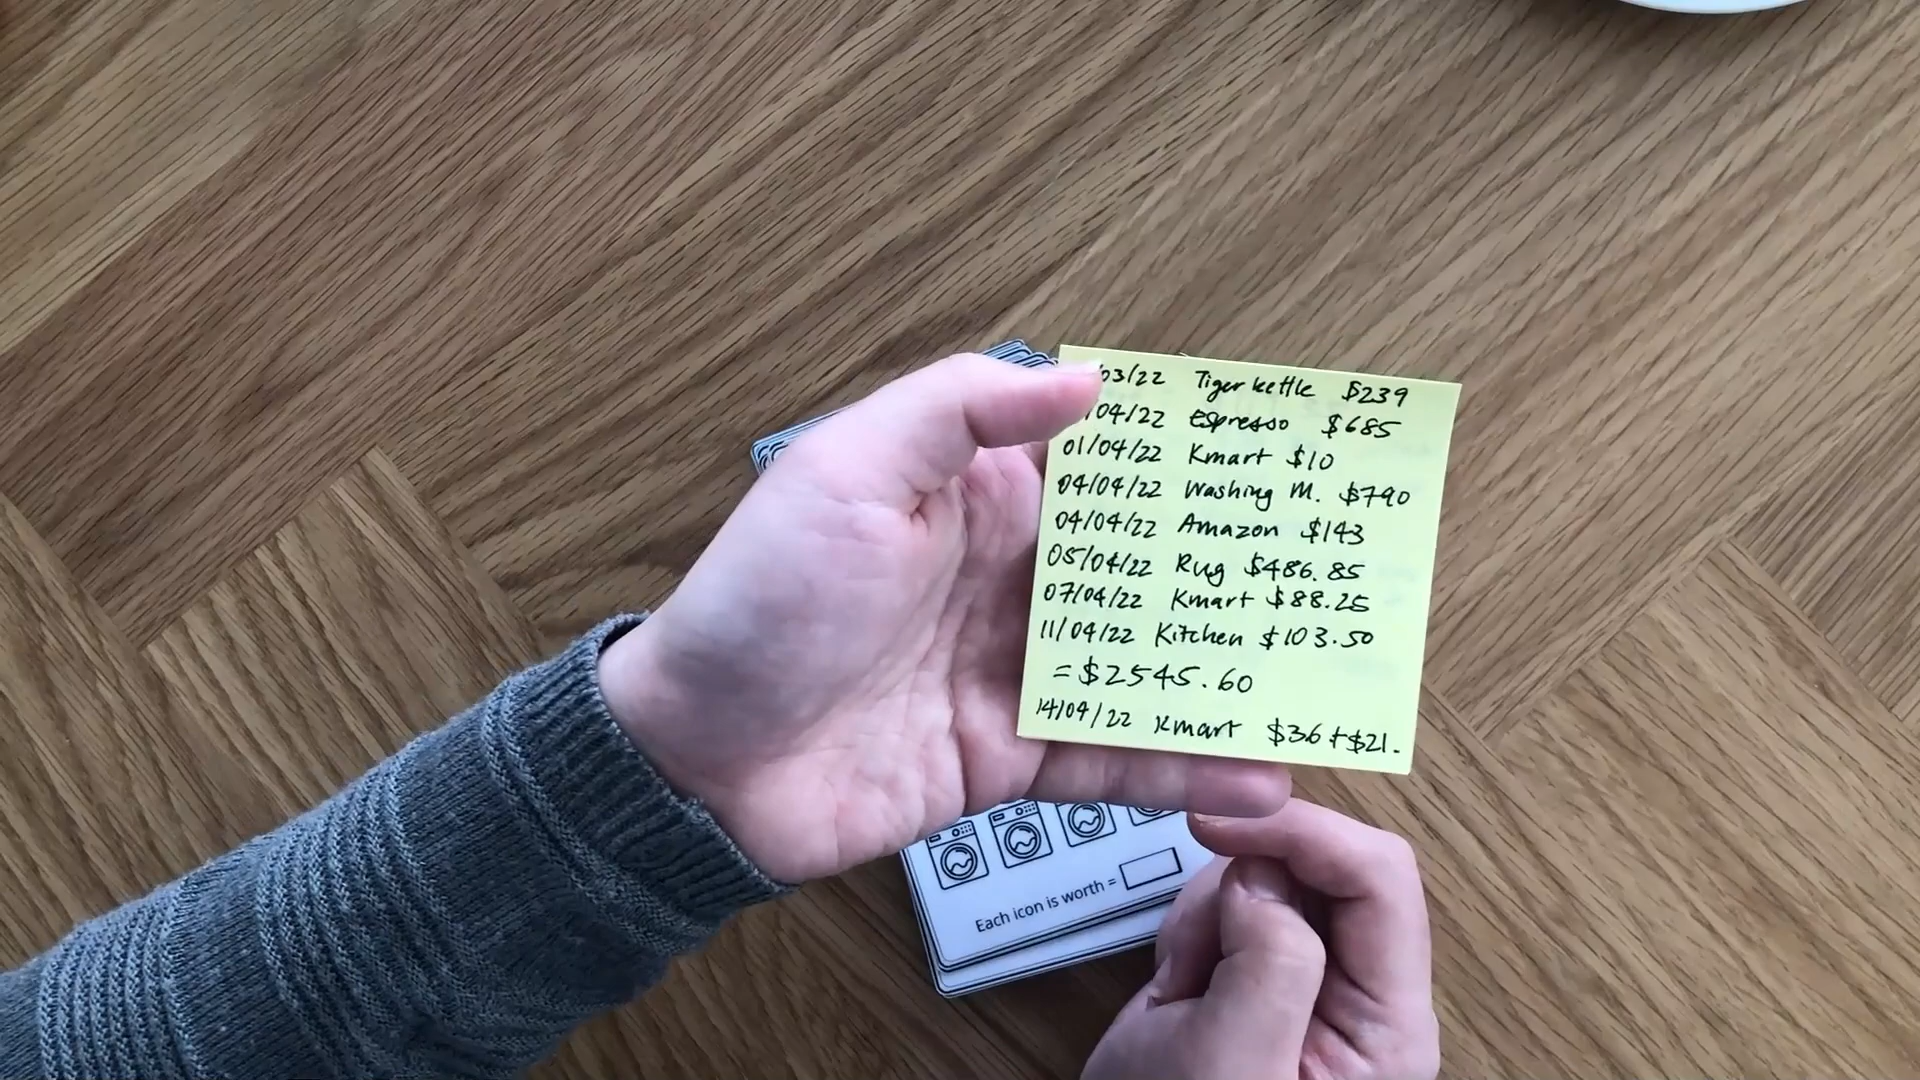 /03/22 Tiger kettle $239
/04/22 Espresso $685
01/04/22 Kmart $10
04/04/22 Washing M. $790
04/04/22 Amazon $143
05/04/22 Rug $486.85
07/04/22 Kmart $88.25
11/04/22 Kitchen $103.50
= $2545.60
14/04/22 Kmart $36+$21.
Each icon is worth =